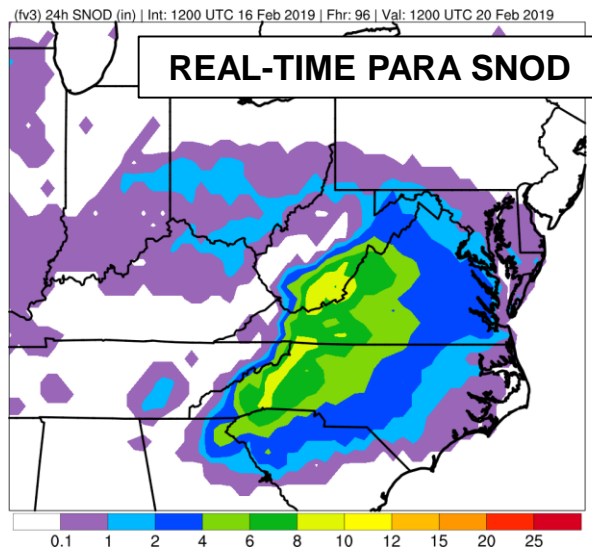 (fv3) 24h SNOD (in) | Int: 1200 UTC 16 Feb 2019 | Fhr: 96 | Val: 1200 UTC 20 Feb 2019
REAL-TIME PARA SNOD
0.1 1 2 4 6 8 10 12 15 20 25